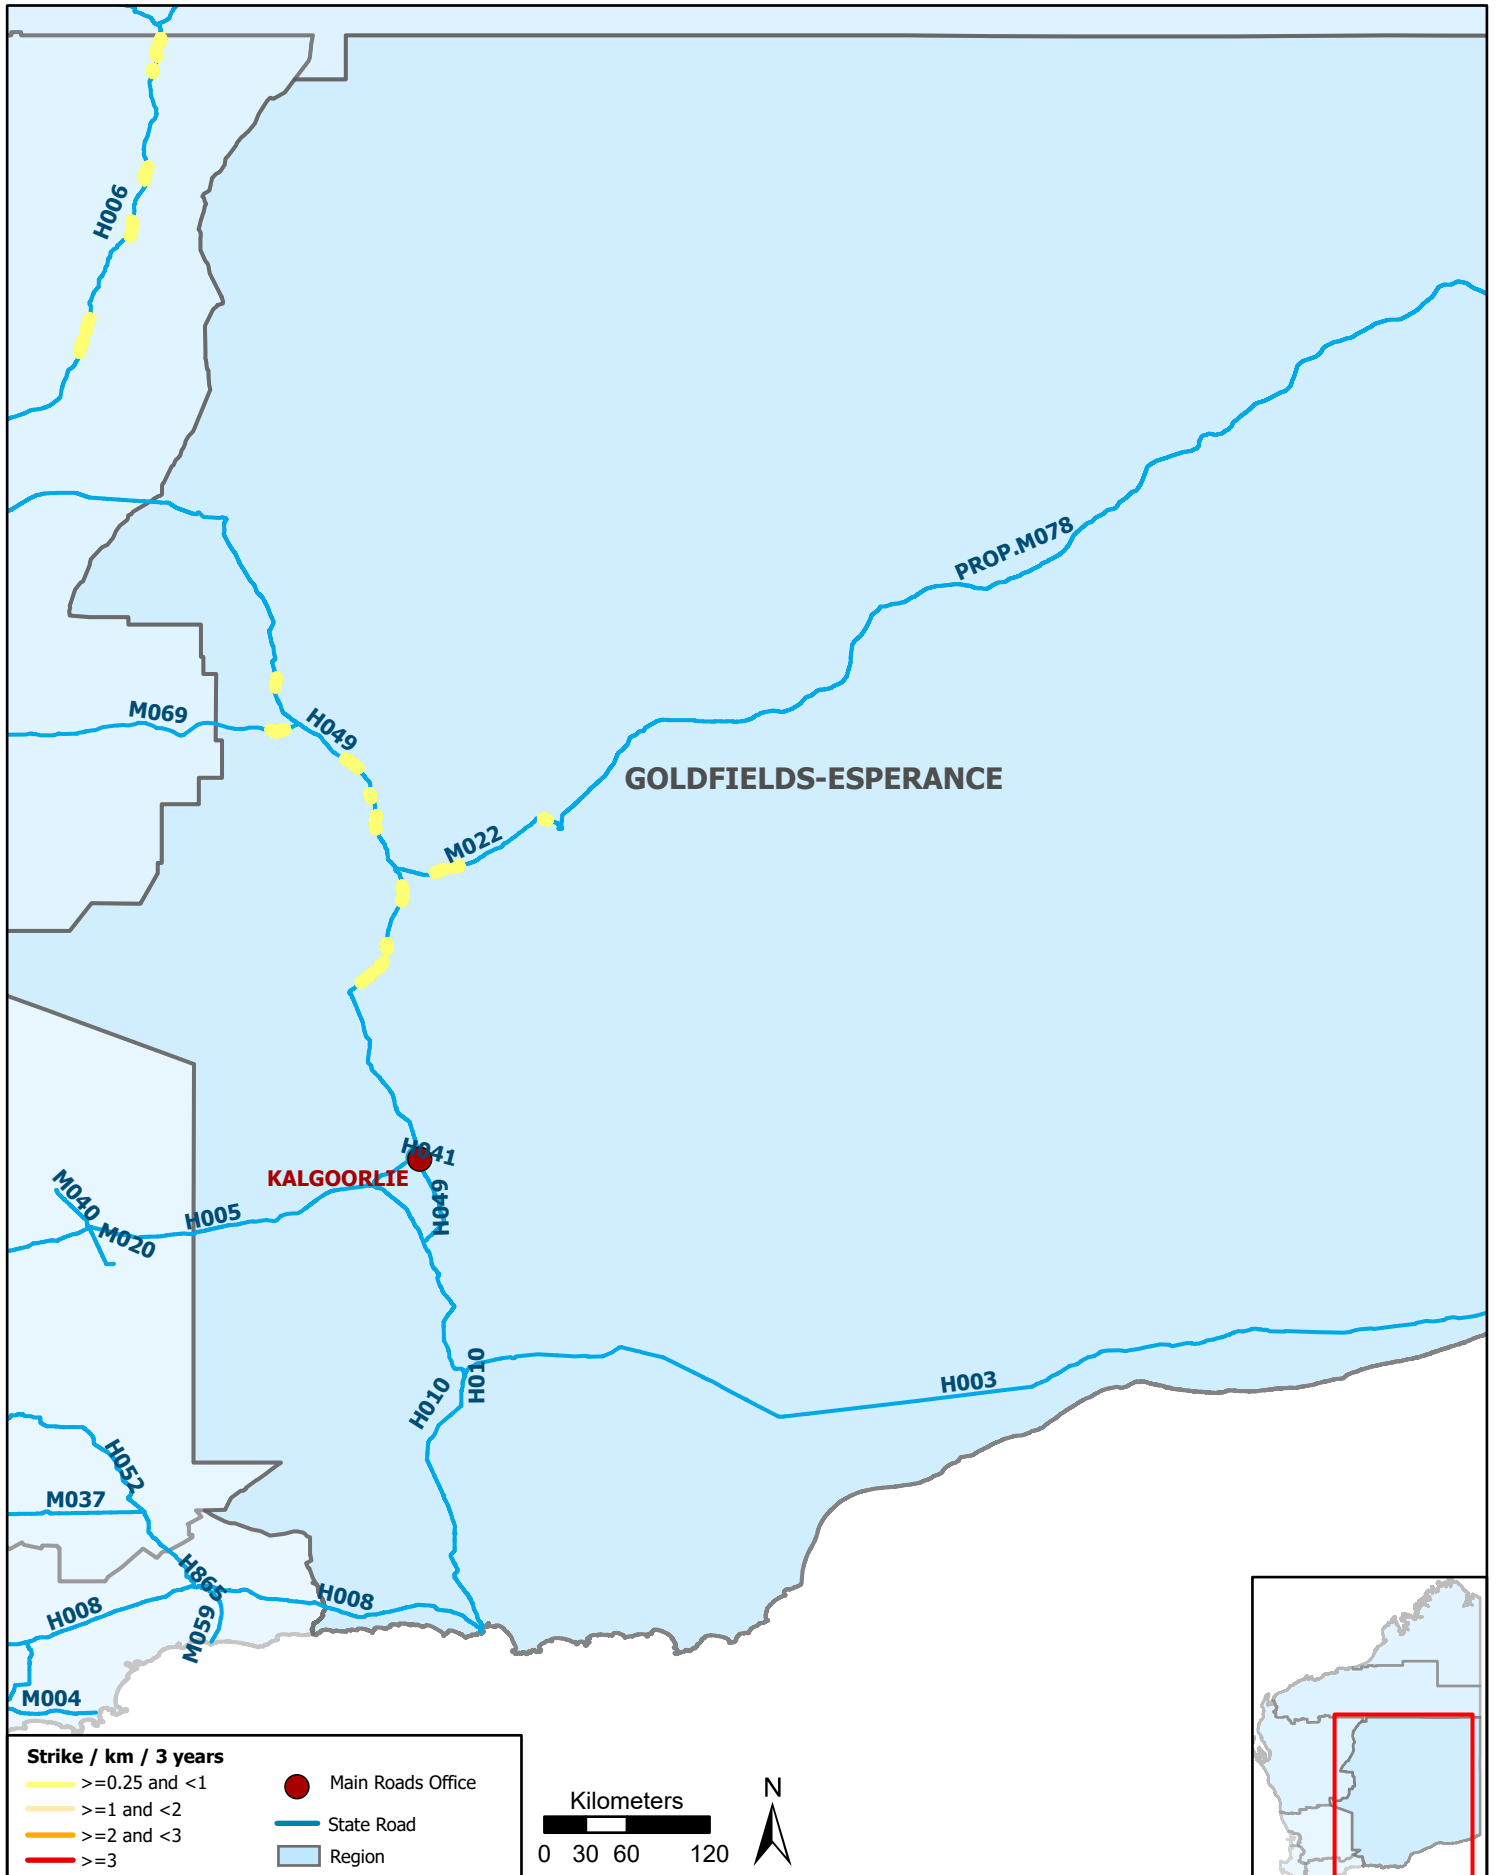 H006
PROP.M078
M069
H049
GOLDFIELDS-ESPERANCE
M022
H041
KALGOORLIE
M040
H049
H005
M020
H010
H010
H003
H052
M037
H865
H008
H008
M059
M004
Strike / km / 3 years
>=0.25 and <1
>=1 and <2
>=2 and <3
>=3
Main Roads Office
State Road
Region
Kilometers
0 30 60 120
N